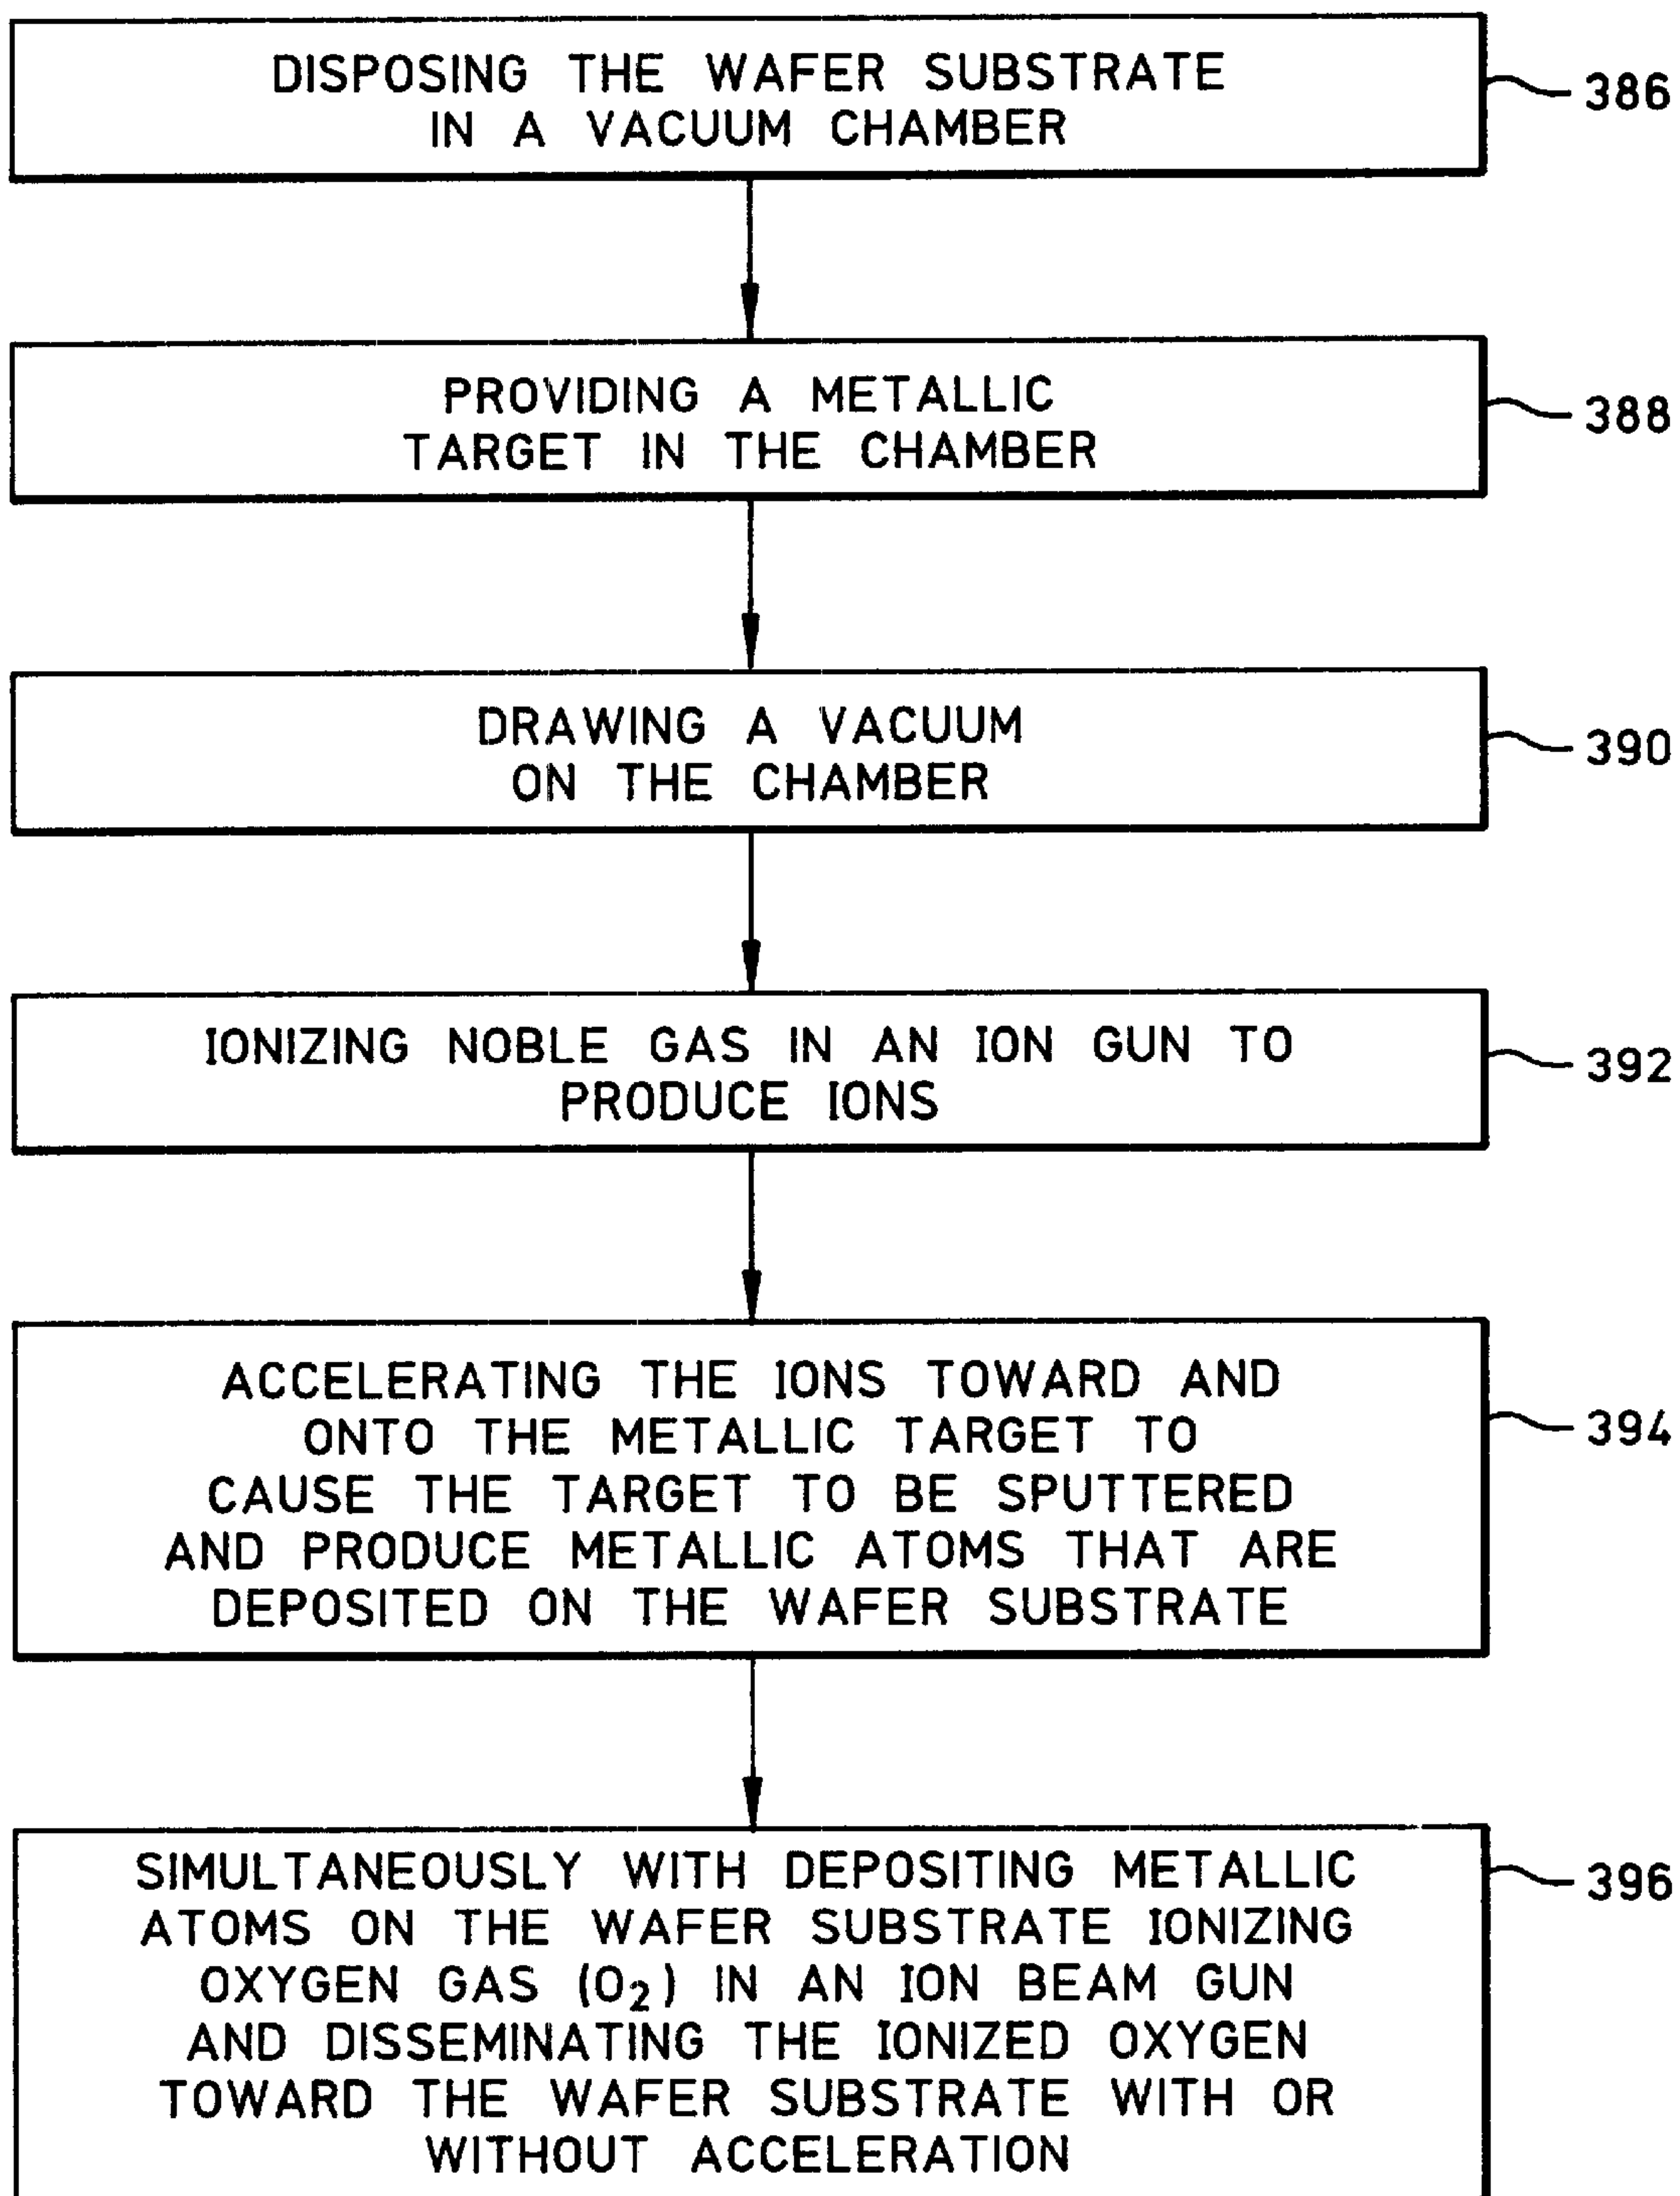 DISPOSING THE WAFER SUBSTRATE
IN A VACUUM CHAMBER
386
PROVIDING A METALLIC
TARGET IN THE CHAMBER
388
DRAWING A VACUUM
ON THE CHAMBER
390
IONIZING NOBLE GAS IN AN ION GUN TO
PRODUCE IONS
392
ACCELERATING THE IONS TOWARD AND
ONTO THE METALLIC TARGET TO
CAUSE THE TARGET TO BE SPUTTERED
AND PRODUCE METALLIC ATOMS THAT ARE
DEPOSITED ON THE WAFER SUBSTRATE
394
SIMULTANEOUSLY WITH DEPOSITING METALLIC
ATOMS ON THE WAFER SUBSTRATE IONIZING
OXYGEN GAS (O₂) IN AN ION BEAM GUN
AND DISSEMINATING THE IONIZED OXYGEN
TOWARD THE WAFER SUBSTRATE WITH OR
WITHOUT ACCELERATION
396